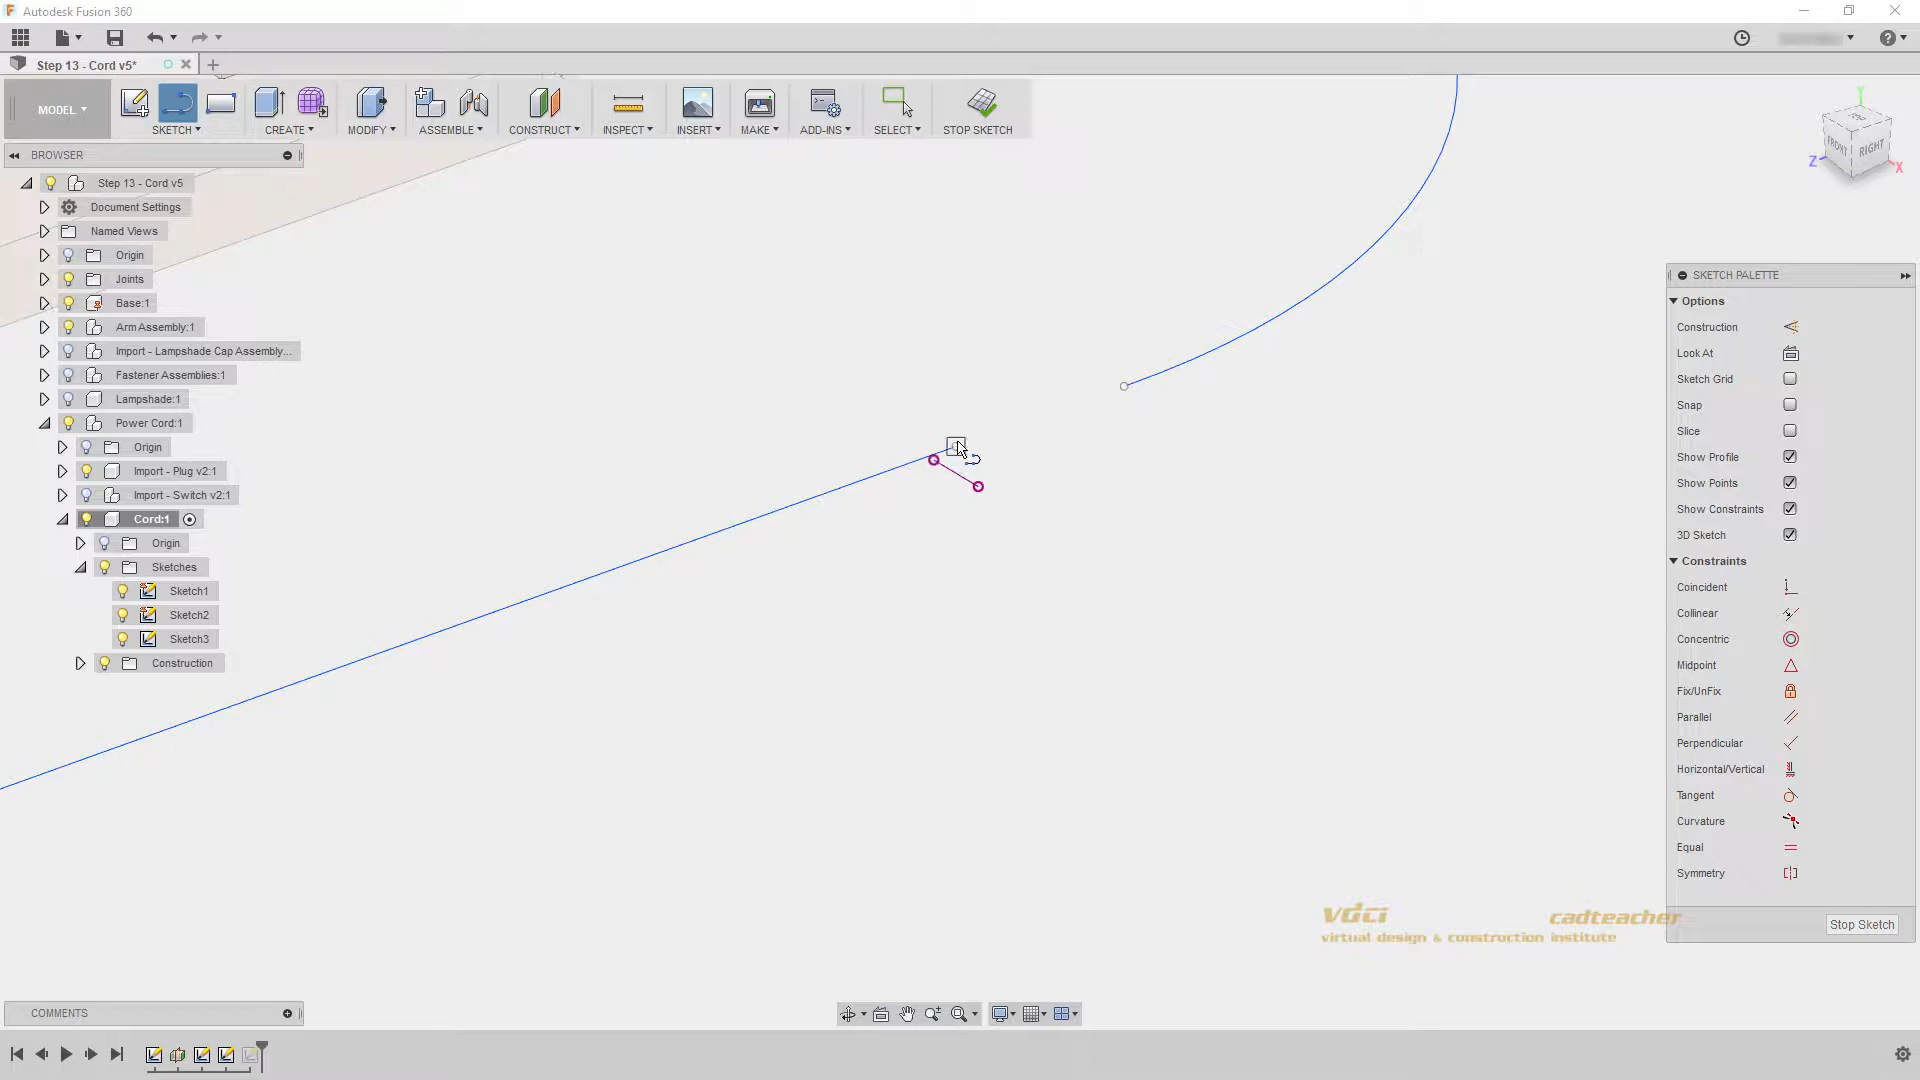 Autodesk Fusion 360
Step 13 - Cord v5*
MODEL
SKETCH
CREATE
MODIFY
ASSEMBLE
CONSTRUCT
INSPECT
INSERT
MAKE
ADD-INS
SELECT
STOP SKETCH
BROWSER
Step 13 - Cord v5
Document Settings
Named Views
Origin
Joints
Base:1
Arm Assembly:1
Import - Lampshade Cap Assembly...
Fastener Assemblies:1
Lampshade:1
Power Cord:1
Origin
Import - Plug v2:1
Import - Switch v2:1
Cord:1
Origin
Sketches
Sketch1
Sketch2
Sketch3
Construction
Y
TOP
FRONT
RIGHT
Z
X
SKETCH PALETTE
Options
Construction
Look At
Sketch Grid
Snap
Slice
Show Profile
Show Points
Show Constraints
3D Sketch
Constraints
Coincident
Collinear
Concentric
Midpoint
Fix/UnFix
Parallel
Perpendicular
Horizontal/Vertical
Tangent
Curvature
Equal
Symmetry
Stop Sketch
vdci cadteacher
virtual design & construction institute
COMMENTS